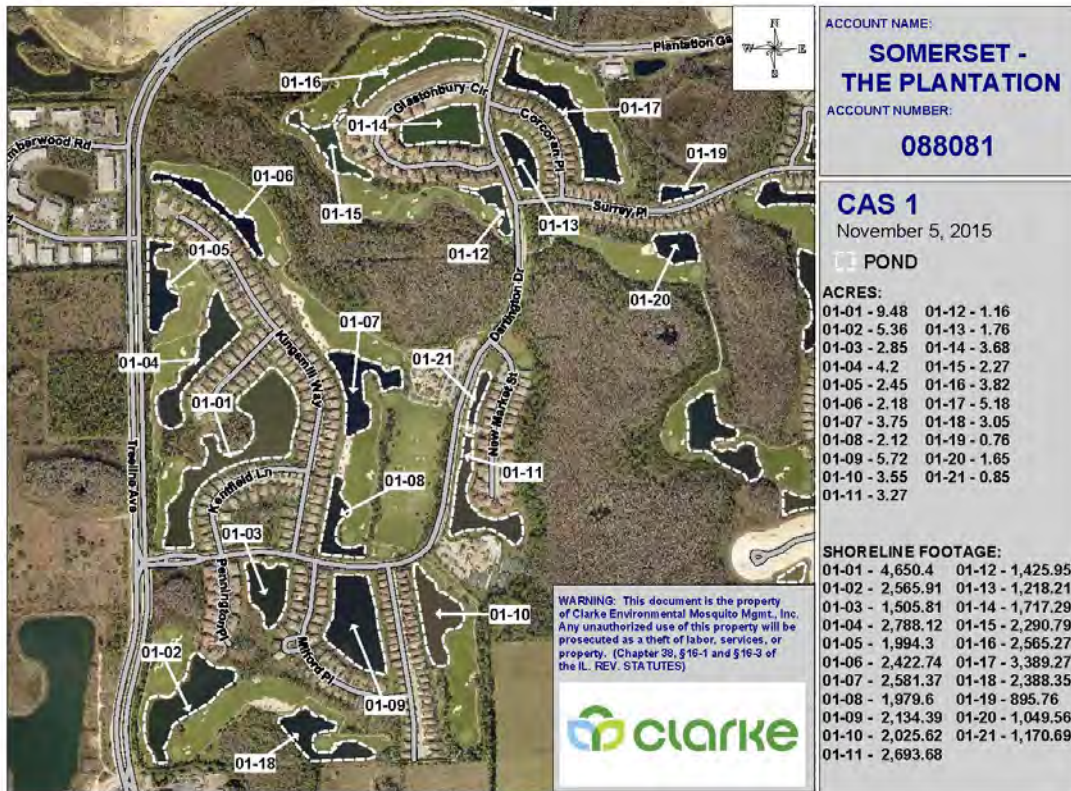 N
W E
S
Plantation Ga
01-16
Glastonbury Cir
01-17
01-14
Corcoran Pl
mberwood Rd
01-19
01-06
01-15
01-13
Surrey Pl
01-12
01-05
01-20
Dartington Dr
01-07
01-21
01-04
Kingsmill Way
New Market St
01-01
Treeline Ave
01-11
Kentfield Ln
01-08
01-03
01-10
01-02
Milford Pl
01-09
01-18
ACCOUNT NAME:
SOMERSET -
THE PLANTATION
ACCOUNT NUMBER:
088081
CAS 1
November 5, 2015
POND
ACRES:
01-01 - 9.48 01-12 - 1.16
01-02 - 5.36 01-13 - 1.76
01-03 - 2.85 01-14 - 3.68
01-04 - 4.2 01-15 - 2.27
01-05 - 2.45 01-16 - 3.82
01-06 - 2.18 01-17 - 5.18
01-07 - 3.75 01-18 - 3.05
01-08 - 2.12 01-19 - 0.76
01-09 - 5.72 01-20 - 1.65
01-10 - 3.55 01-21 - 0.85
01-11 - 3.27
SHORELINE FOOTAGE:
01-01 - 4,650.4 01-12 - 1,425.95
01-02 - 2,565.91 01-13 - 1,218.21
01-03 - 1,505.81 01-14 - 1,717.29
01-04 - 2,788.12 01-15 - 2,290.79
01-05 - 1,994.3 01-16 - 2,565.27
01-06 - 2,422.74 01-17 - 3,389.27
01-07 - 2,581.37 01-18 - 2,388.35
01-08 - 1,979.6 01-19 - 895.76
01-09 - 2,134.39 01-20 - 1,049.56
01-10 - 2,025.62 01-21 - 1,170.69
01-11 - 2,693.68
WARNING: This document is the property
of Clarke Environmental Mosquito Mgmt., Inc.
Any unauthorized use of this property will be
prosecuted as a theft of labor, services, or
property. (Chapter 38, §16-1 and §16-3 of
the IL. REV. STATUTES)
clarke